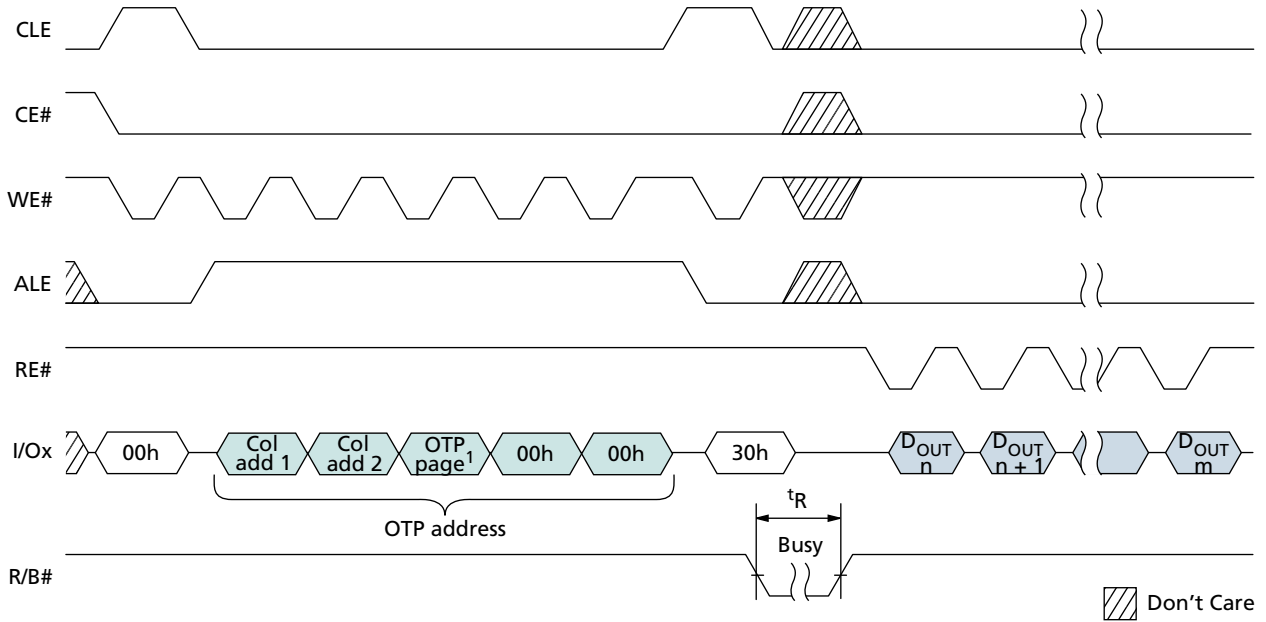 CLE
CE#
WE#
ALE
RE#
I/Ox
00h
Col
add 1
Col
add 2
OTP
page1
00h
00h
30h
DOUT
n
DOUT
n + 1
DOUT
m
OTP address
tR
Busy
R/B#
Don't Care